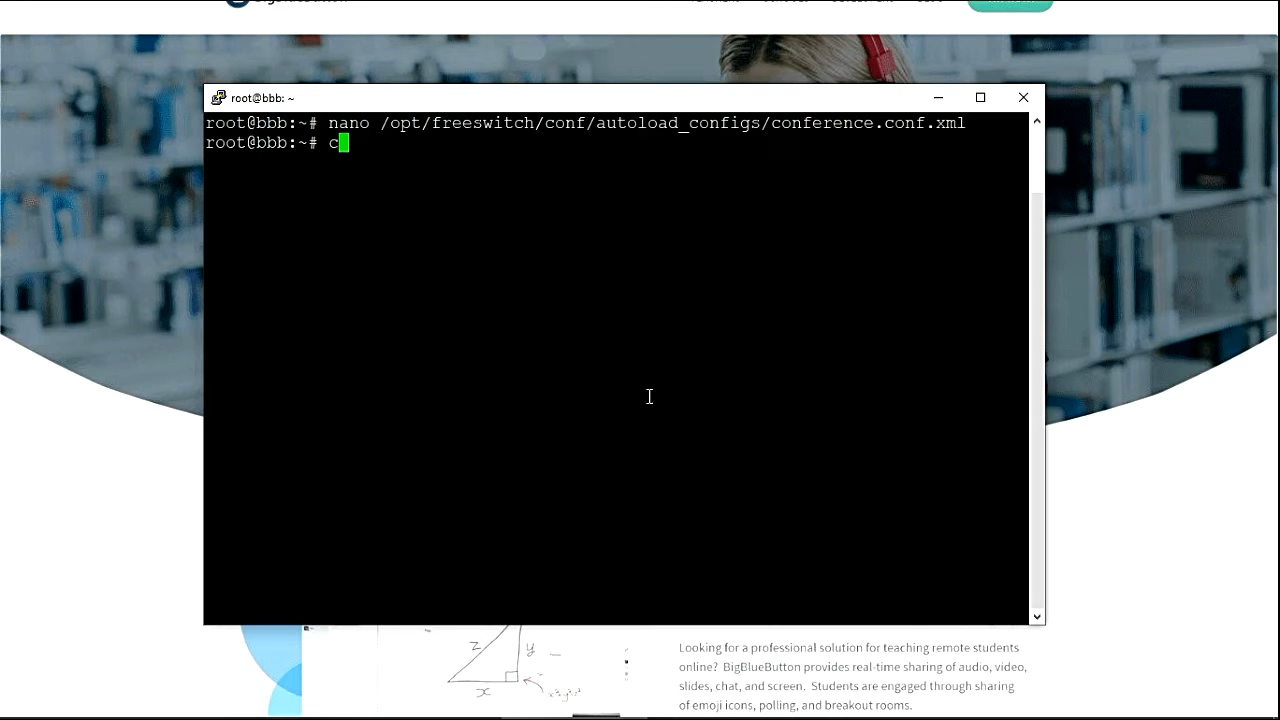 root@bbb: ~
root@bbb:~# nano /opt/freeswitch/conf/autoload_configs/conference.conf.xml
root@bbb:~# c
z
y
x
Looking for a professional solution for teaching remote students
online? BigBlueButton provides real-time sharing of audio, video,
slides, chat, and screen. Students are engaged through sharing
of emoji icons, polling, and breakout rooms.